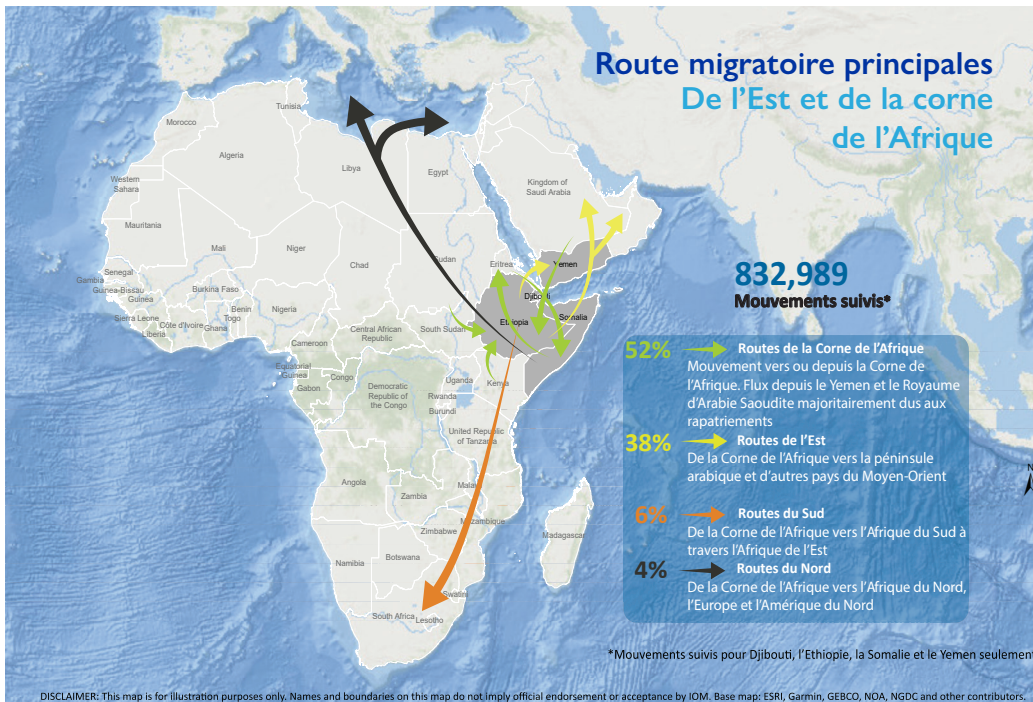 Route migratoire principales
De l'Est et de la corne
de l'Afrique
Tunisia
Morocco
Algeria
Libya
Egypt
Western
Sahara
Kingdom of
Saudi Arabia
Mauritania
Mali
Niger
Chad
Sudan
Eritrea
Yemen
Senegal
Gambia
Guinea-Bissau
Guinea
Burkina Faso
Benin
Togo
Nigeria
Djibouti
Sierra Leone
Liberia
Côte d'Ivoire
Ghana
Ethiopia
Somalia
South Sudan
Central African
Republic
Cameroon
Equatorial
Guinea
Gabon
Congo
Democratic
Republic of
the Congo
Uganda
Kenya
Rwanda
Burundi
United Republic
of Tanzania
Angola
Zambia
Malawi
Mozambique
Zimbabwe
Madagascar
Namibia
Botswana
Swatini
South Africa
Lesotho
832,989
Mouvements suivis*
52%
Routes de la Corne de l'Afrique
Mouvement vers ou depuis la Corne de
l'Afrique. Flux depuis le Yemen et le Royaume
d'Arabie Saoudite majoritairement dus aux
rapatriements
38%
Routes de l'Est
De la Corne de l'Afrique vers la péninsule
arabique et d'autres pays du Moyen-Orient
6%
Routes du Sud
De la Corne de l'Afrique vers l'Afrique du Sud à
travers l'Afrique de l'Est
4%
Routes du Nord
De la Corne de l'Afrique vers l'Afrique du Nord,
l'Europe et l'Amérique du Nord
N
*Mouvements suivis pour Djibouti, l'Ethiopie, la Somalie et le Yemen seulement
DISCLAIMER: This map is for illustration purposes only. Names and boundaries on this map do not imply official endorsement or acceptance by IOM. Base map: ESRI, Garmin, GEBCO, NOA, NGDC and other contributors.